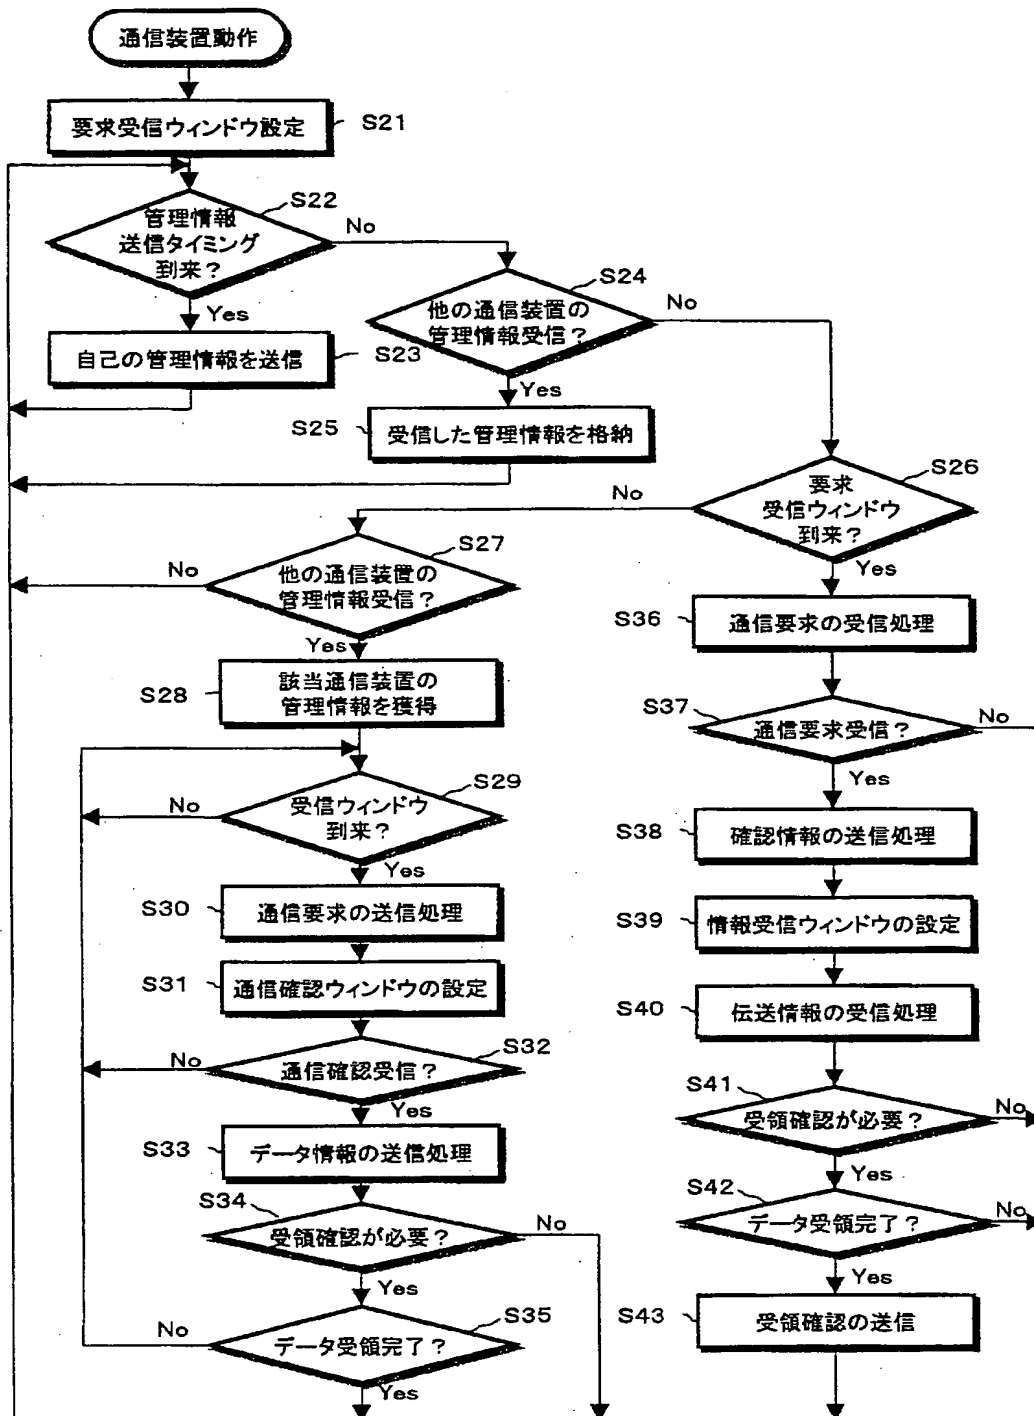 通信装置動作
要求受信ウィンドウ設定
S21
管理情報
送信タイミング
到来？
S22
No
Yes
自己の管理情報を送信
S23
他の通信装置の
管理情報受信？
S24
No
Yes
S25
受信した管理情報を格納
要求
受信ウィンドウ
到来？
S26
No
Yes
他の通信装置の
管理情報受信？
S27
No
Yes
S28
該当通信装置の
管理情報を獲得
受信ウィンドウ
到来？
S29
No
Yes
S30
通信要求の送信処理
S31
通信確認ウィンドウの設定
通信確認受信？
S32
No
Yes
S33
データ情報の送信処理
S34
受領確認が必要？
No
Yes
データ受領完了？
S35
No
Yes
S36
通信要求の受信処理
S37
通信要求受信？
No
Yes
S38
確認情報の送信処理
S39
情報受信ウィンドウの設定
S40
伝送情報の受信処理
S41
受領確認が必要？
No
Yes
S42
データ受領完了？
No
Yes
S43
受領確認の送信